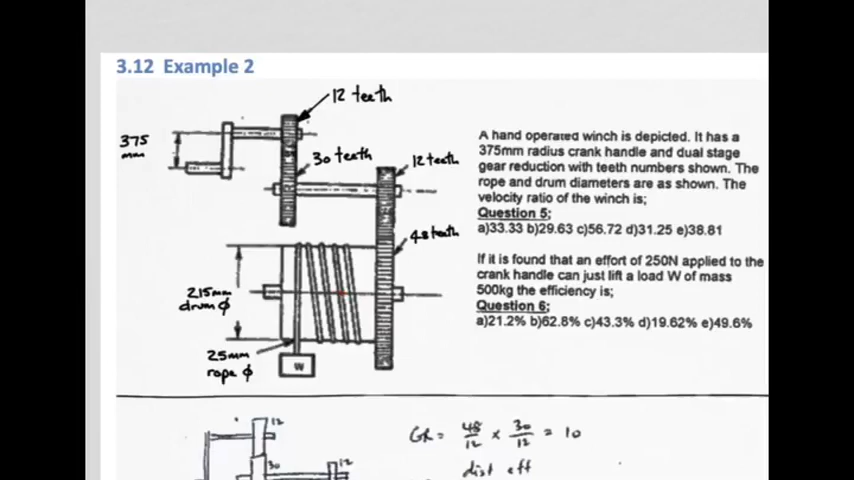 3.12 Example 2
12 teeth
375
mm
30 teeth
12 teeth
48 teeth
215mm
drum ϕ
25mm
rope ϕ
W
A hand operated winch is depicted. It has a
375mm radius crank handle and dual stage
gear reduction with teeth numbers shown. The
rope and drum diameters are as shown. The
velocity ratio of the winch is;
Question 5;
a)33.33 b)29.63 c)56.72 d)31.25 e)38.81
If it is found that an effort of 250N applied to the
crank handle can just lift a load W of mass
500kg the efficiency is;
Question 6;
a)21.2% b)62.8% c)43.3% d)19.62% e)49.6%
12
30
12
GR = 48/12 × 30/12 = 10
dist eff